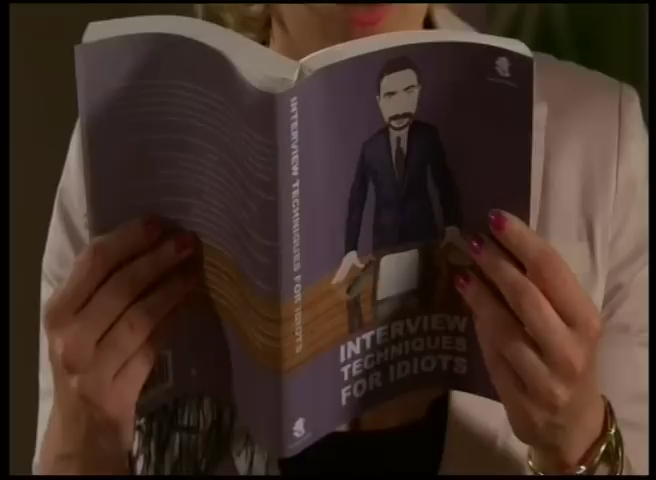 INTERVIEW TECHNIQUES FOR IDIOTS
INTERVIEW
TECHNIQUES
FOR IDIOTS